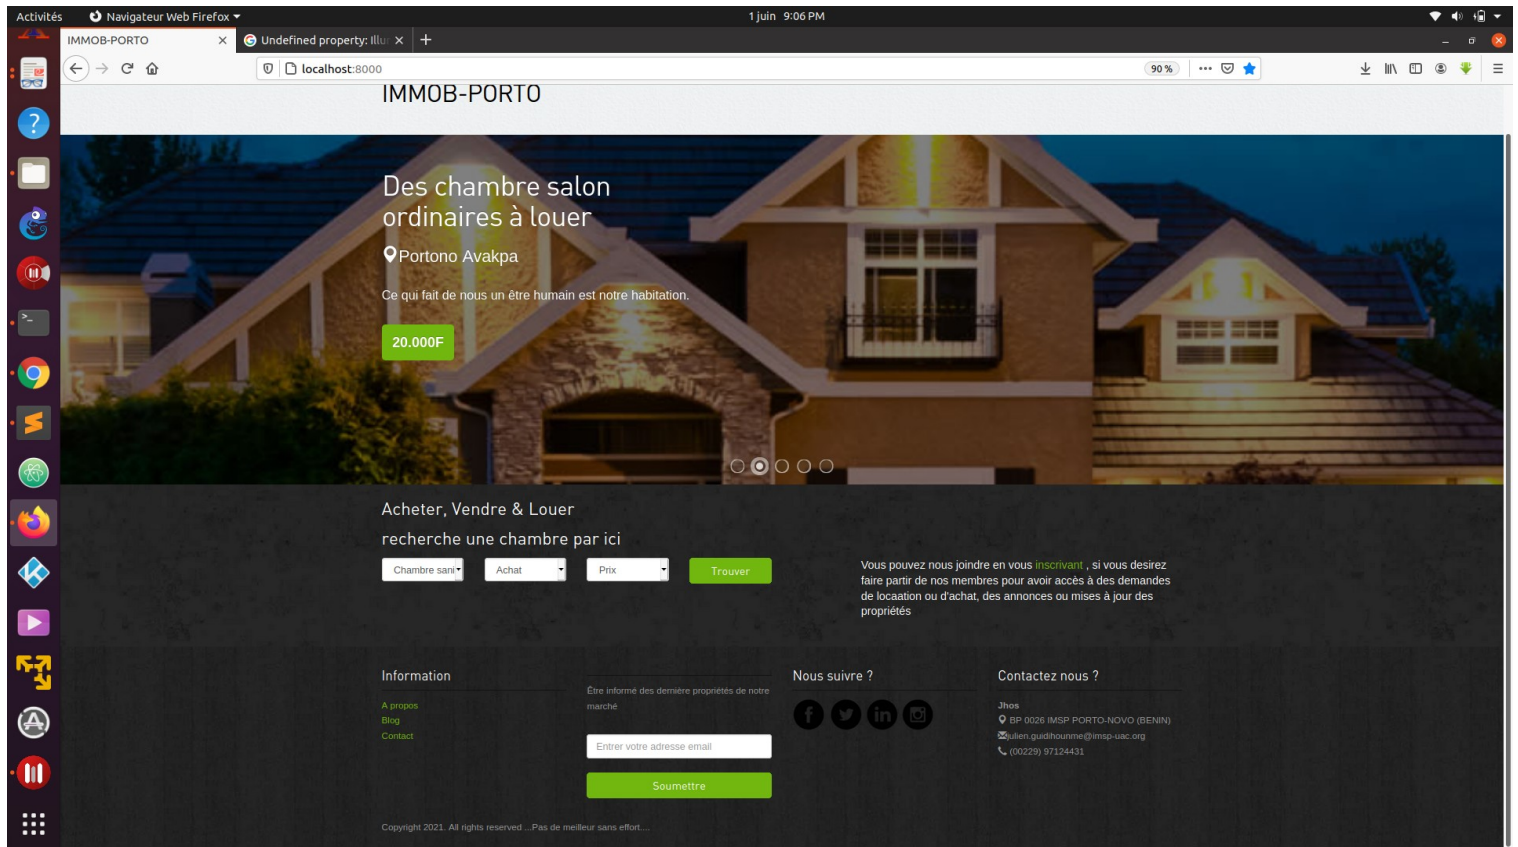 Activités
Navigateur Web Firefox
1 juin 9:06 PM
IMMOB-PORTO
Undefined property: Illu
localhost:8000
90 %
IMMOB-PORTO
Des chambre salon
ordinaires à louer
Portono Avakpa
Ce qui fait de nous un être humain est notre habitation.
20.000F
Acheter, Vendre & Louer
recherche une chambre par ici
Chambre sani
Achat
Prix
Trouver
Vous pouvez nous joindre en vous inscrivant , si vous desirez
faire partir de nos membres pour avoir accès à des demandes
de locaation ou d'achat, des annonces ou mises à jour des
propriétés
Information
A propos
Blog
Contact
Être informé des dernière propriétés de notre
marché
Entrer votre adresse email
Soumettre
Nous suivre ?
Contactez nous ?
Jhos
BP 0026 IMSP PORTO-NOVO (BENIN)
julien.guidihounme@imsp-uac.org
(00229) 97124431
Copyright 2021. All rights reserved ...Pas de meilleur sans effort....